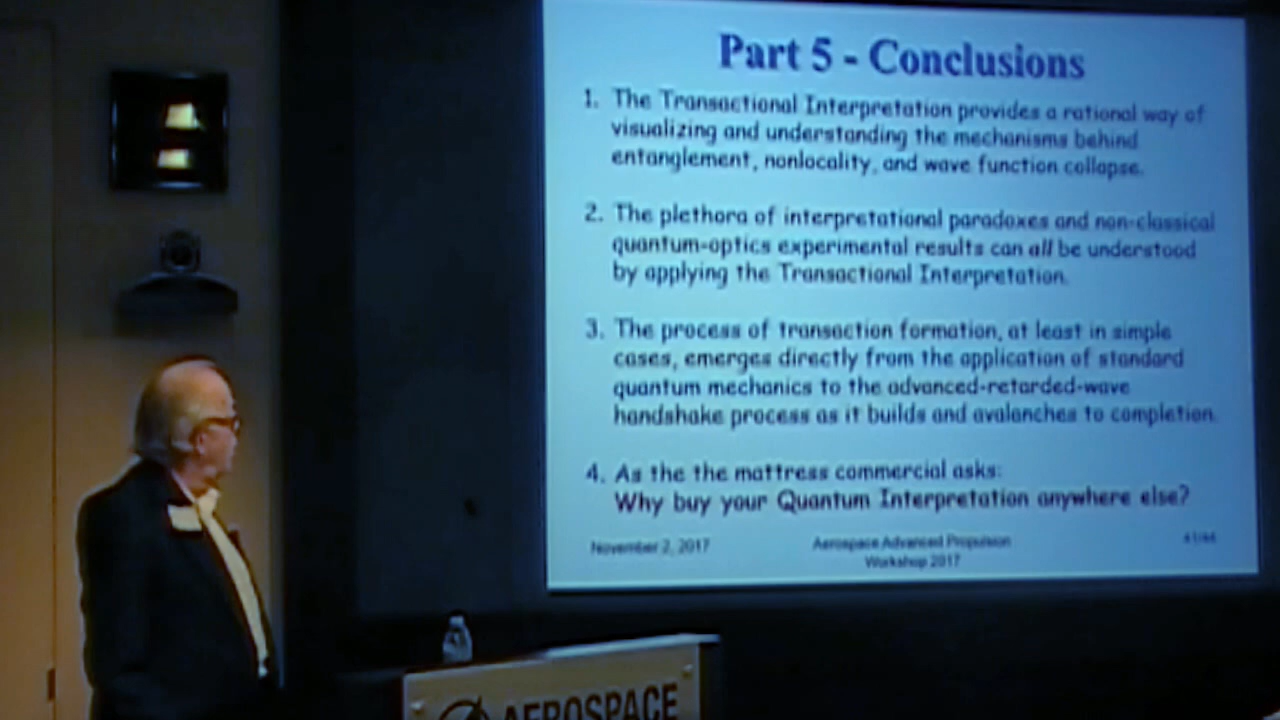 Part 5 - Conclusions
1. The Transactional Interpretation provides a rational way of
visualizing and understanding the mechanisms behind
entanglement, nonlocality, and wave function collapse.
2. The plethora of interpretational paradoxes and non-classical
quantum-optics experimental results can all be understood
by applying the Transactional Interpretation.
3. The process of transaction formation, at least in simple
cases, emerges directly from the application of standard
quantum mechanics to the advanced-retarded-wave
handshake process as it builds and avalanches to completion.
4. As the the mattress commercial asks:
Why buy your Quantum Interpretation anywhere else?
November 2, 2017
Aerospace Advanced Propulsion
Workshop 2017
AEROSPACE